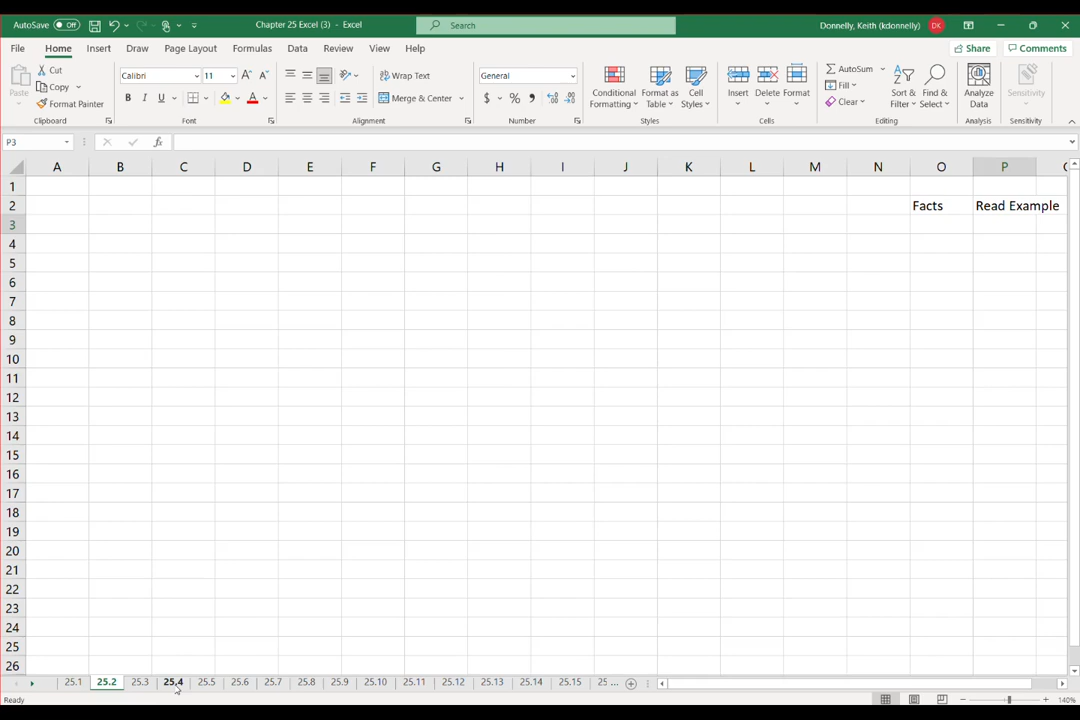 AutoSave Off Chapter 25 Excel (3) - Excel Search Donnelly, Keith (kdonnelly) DK
File Home Insert Draw Page Layout Formulas Data Review View Help Share Comments
Paste Cut Copy Format Painter Clipboard
Calibri 11 B I U A Font
Wrap Text Merge & Center Alignment
General $ % Number
Conditional Formatting Format as Table Cell Styles Styles
Insert Delete Format Cells
AutoSum Fill Clear Sort & Filter Find & Select Editing
Analyze Data Analysis
Sensitivity Sensitivity
P3 fx
A B C D E F G H I J K L M N O P
1
2 Facts Read Example
3
4
5
6
7
8
9
10
11
12
13
14
15
16
17
18
19
20
21
22
23
24
25
26
25.1 25.2 25.3 25.4 25.5 25.6 25.7 25.8 25.9 25.10 25.11 25.12 25.13 25.14 25.15 25 ...
Ready 140%